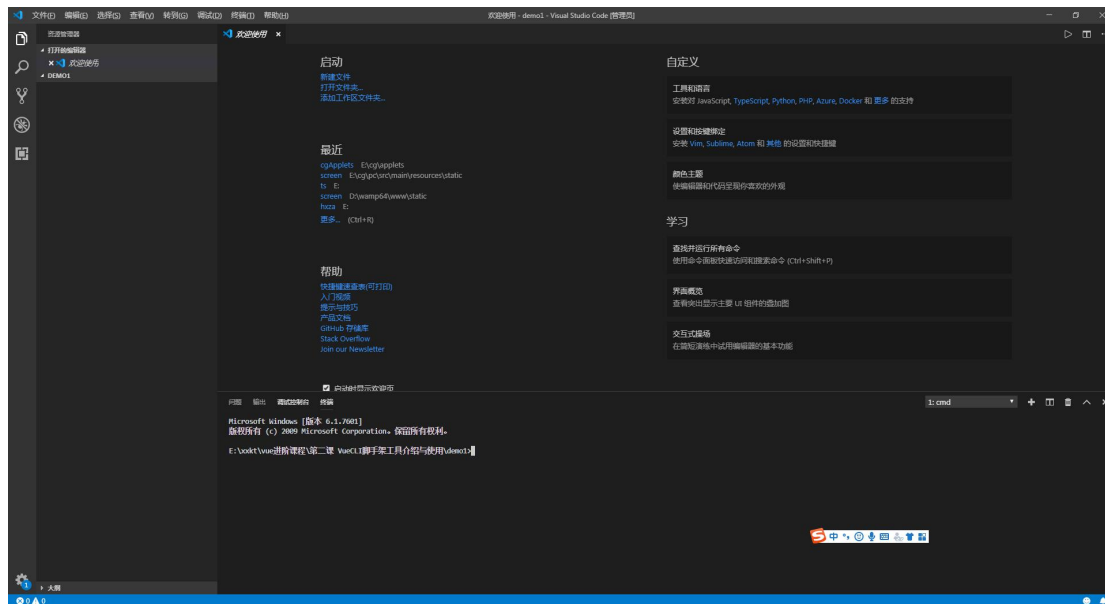 文件(F) 编辑(E) 选择(S) 查看(V) 转到(G) 调试(D) 终端(T) 帮助(H)
欢迎使用 - demo1 - Visual Studio Code [管理员]
资源管理器
打开的编辑器
欢迎使用
DEMO1
大纲
欢迎使用
启动
新建文件
打开文件夹...
添加工作区文件夹...
最近
cgApplets E:\cg\applets
screen E:\cg\pc\src\main\resources\static
ts E:
screen D:\wamp64\www\static
hxza E:
更多... (Ctrl+R)
帮助
快捷键速查表(可打印)
入门视频
提示与技巧
产品文档
GitHub 存储库
Stack Overflow
Join our Newsletter
启动时显示欢迎页
自定义
工具和语言
安装对 JavaScript, TypeScript, Python, PHP, Azure, Docker 和 更多 的支持
设置和按键绑定
安装 Vim, Sublime, Atom 和 其他 的设置和快捷键
颜色主题
使编辑器和代码呈现你喜欢的外观
学习
查找并运行所有命令
使用命令面板快速访问和搜索命令 (Ctrl+Shift+P)
界面概览
查看突出显示主要 UI 组件的叠加图
交互式演练场
在简短演练中试用编辑器的基本功能
问题 输出 调试控制台 终端
1: cmd
Microsoft Windows [版本 6.1.7601]
版权所有 (c) 2009 Microsoft Corporation。保留所有权利。
E:\xxkt\vue进阶课程\第二课 VueCLI脚手架工具介绍与使用\demo1>
中
1
0 0